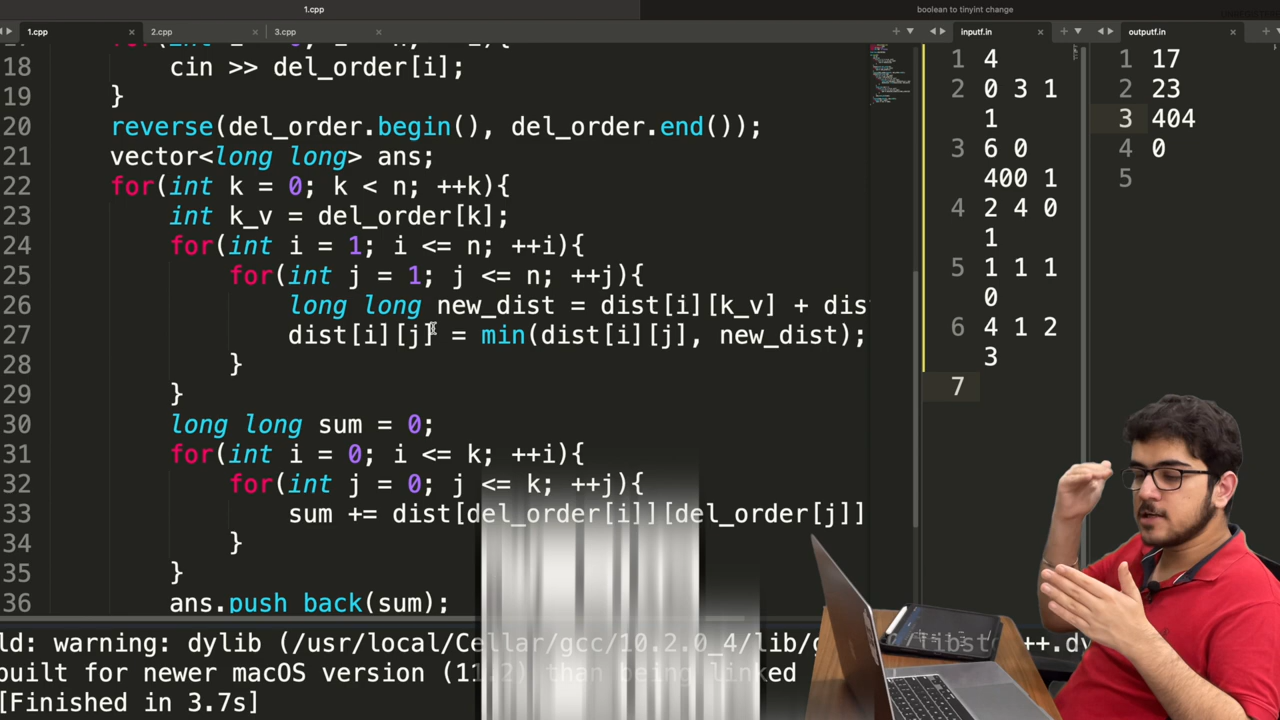 1.cpp
boolean to tinyint change
1.cpp
2.cpp
3.cpp
inputf.in
outputf.in
18 cin >> del_order[i];
19 }
20 reverse(del_order.begin(), del_order.end());
21 vector<long long> ans;
22 for(int k = 0; k < n; ++k){
23 int k_v = del_order[k];
24 for(int i = 1; i <= n; ++i){
25 for(int j = 1; j <= n; ++j){
26 long long new_dist = dist[i][k_v] + dis
27 dist[i][j] = min(dist[i][j], new_dist);
28 }
29 }
30 long long sum = 0;
31 for(int i = 0; i <= k; ++i){
32 for(int j = 0; j <= k; ++j){
33 sum += dist[del_order[i]][del_order[j]]
34 }
35 }
36 ans.push_back(sum);
1 4
2 0 3 1
1
3 6 0
400 1
4 2 4 0
1
5 1 1 1
0
6 4 1 2
3
7
1 17
2 23
3 404
4 0
5
ld: warning: dylib (/usr/local/Cellar/gcc/10.2.0_4/lib/
built for newer macOS version (11.2) than being linked
[Finished in 3.7s]